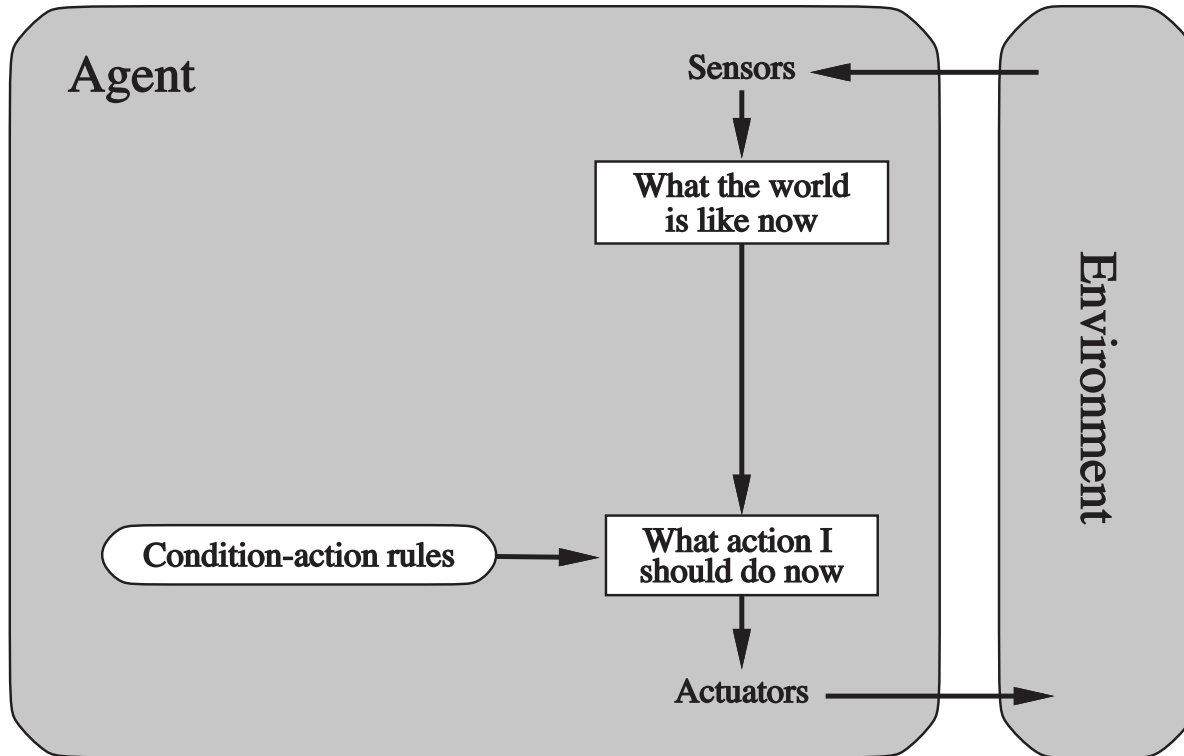 Agent
Sensors
What the world
is like now
Environment
Condition-action rules
What action I
should do now
Actuators